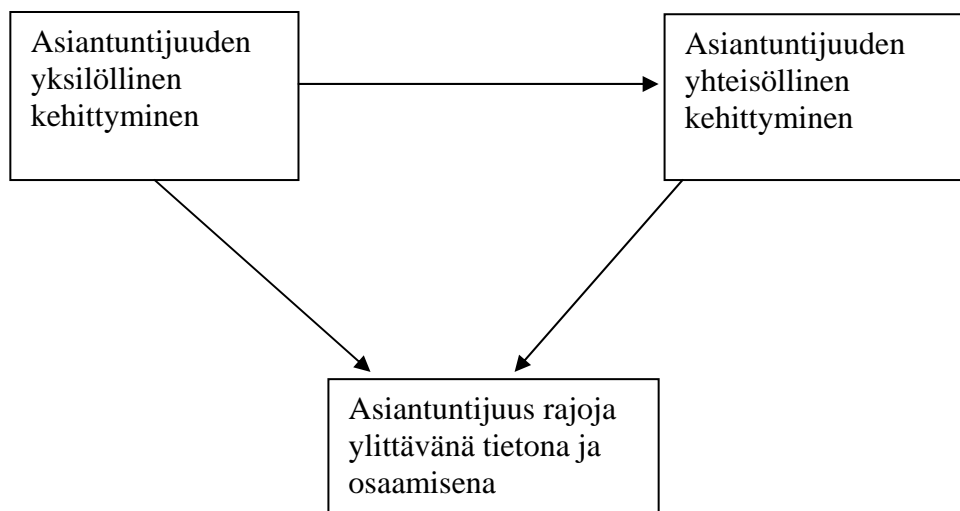 Asiantuntijuuden
yksilöllinen
kehittyminen
Asiantuntijuuden
yhteisöllinen
kehittyminen
Asiantuntijuus rajoja
ylittävänä tietona ja
osaamisena